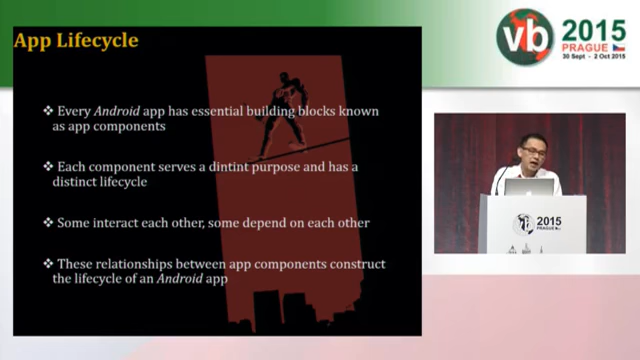 App Lifecycle
❖ Every Android app has essential building blocks known
as app components
❖ Each component serves a dintint purpose and has a
distinct lifecycle
❖ Some interact each other, some depend on each other
❖ These relationships between app components construct
the lifecycle of an Android app
vb
2015
PRAGUE
30 Sept - 2 Oct 2015
vb
2015
PRAGUE